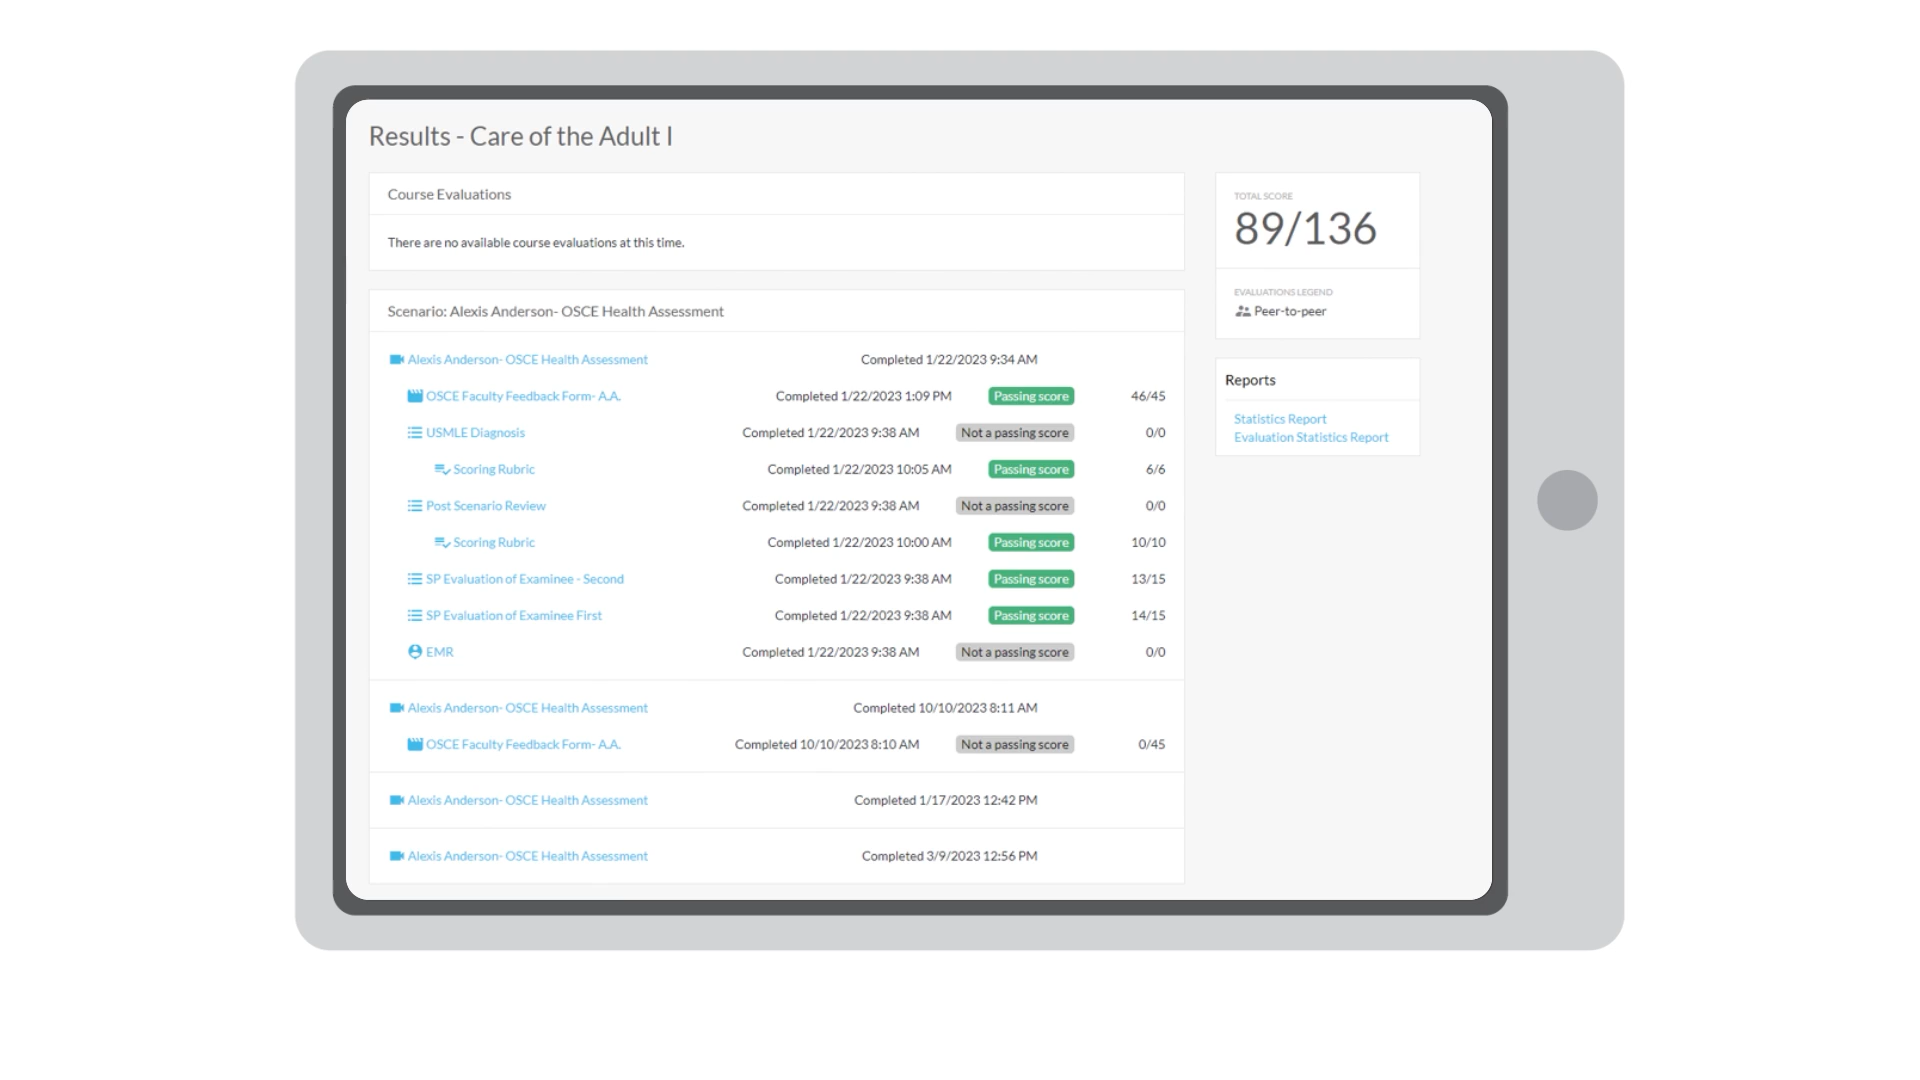 Results - Care of the Adult I
Course Evaluations
There are no available course evaluations at this time.
Scenario: Alexis Anderson- OSCE Health Assessment
Alexis Anderson- OSCE Health Assessment Completed 1/22/2023 9:34 AM
OSCE Faculty Feedback Form- A.A. Completed 1/22/2023 1:09 PM Passing score 46/45
USMLE Diagnosis Completed 1/22/2023 9:38 AM Not a passing score 0/0
Scoring Rubric Completed 1/22/2023 10:05 AM Passing score 6/6
Post Scenario Review Completed 1/22/2023 9:38 AM Not a passing score 0/0
Scoring Rubric Completed 1/22/2023 10:00 AM Passing score 10/10
SP Evaluation of Examinee - Second Completed 1/22/2023 9:38 AM Passing score 13/15
SP Evaluation of Examinee First Completed 1/22/2023 9:38 AM Passing score 14/15
EMR Completed 1/22/2023 9:38 AM Not a passing score 0/0
Alexis Anderson- OSCE Health Assessment Completed 10/10/2023 8:11 AM
OSCE Faculty Feedback Form- A.A. Completed 10/10/2023 8:10 AM Not a passing score 0/45
Alexis Anderson- OSCE Health Assessment Completed 1/17/2023 12:42 PM
Alexis Anderson- OSCE Health Assessment Completed 3/9/2023 12:56 PM
TOTAL SCORE
89/136
EVALUATIONS LEGEND
Peer-to-peer
Reports
Statistics Report
Evaluation Statistics Report